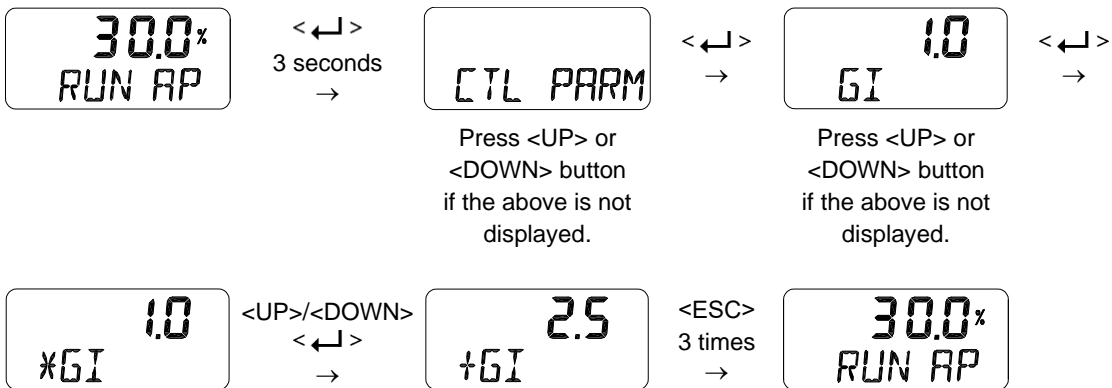 30.0%
RUN AP
< ↵ >
3 seconds
→
CTL PARM
Press <UP> or
<DOWN> button
if the above is not
displayed.
< ↵ >
→
1.0
GI
Press <UP> or
<DOWN> button
if the above is not
displayed.
< ↵ >
→
1.0
*GI
<UP>/<DOWN>
< ↵ >
→
2.5
+GI
<ESC>
3 times
→
30.0%
RUN AP